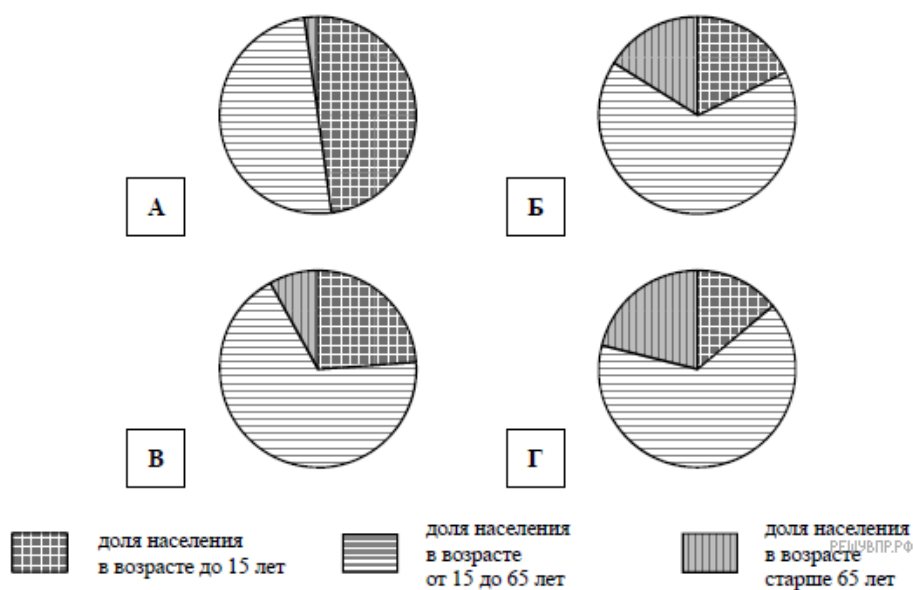 А
Б
В
Г
доля населения
в возрасте до 15 лет
доля населения
в возрасте
от 15 до 65 лет
доля населения
в возрасте
старше 65 лет
РЕШУВПР.РФ